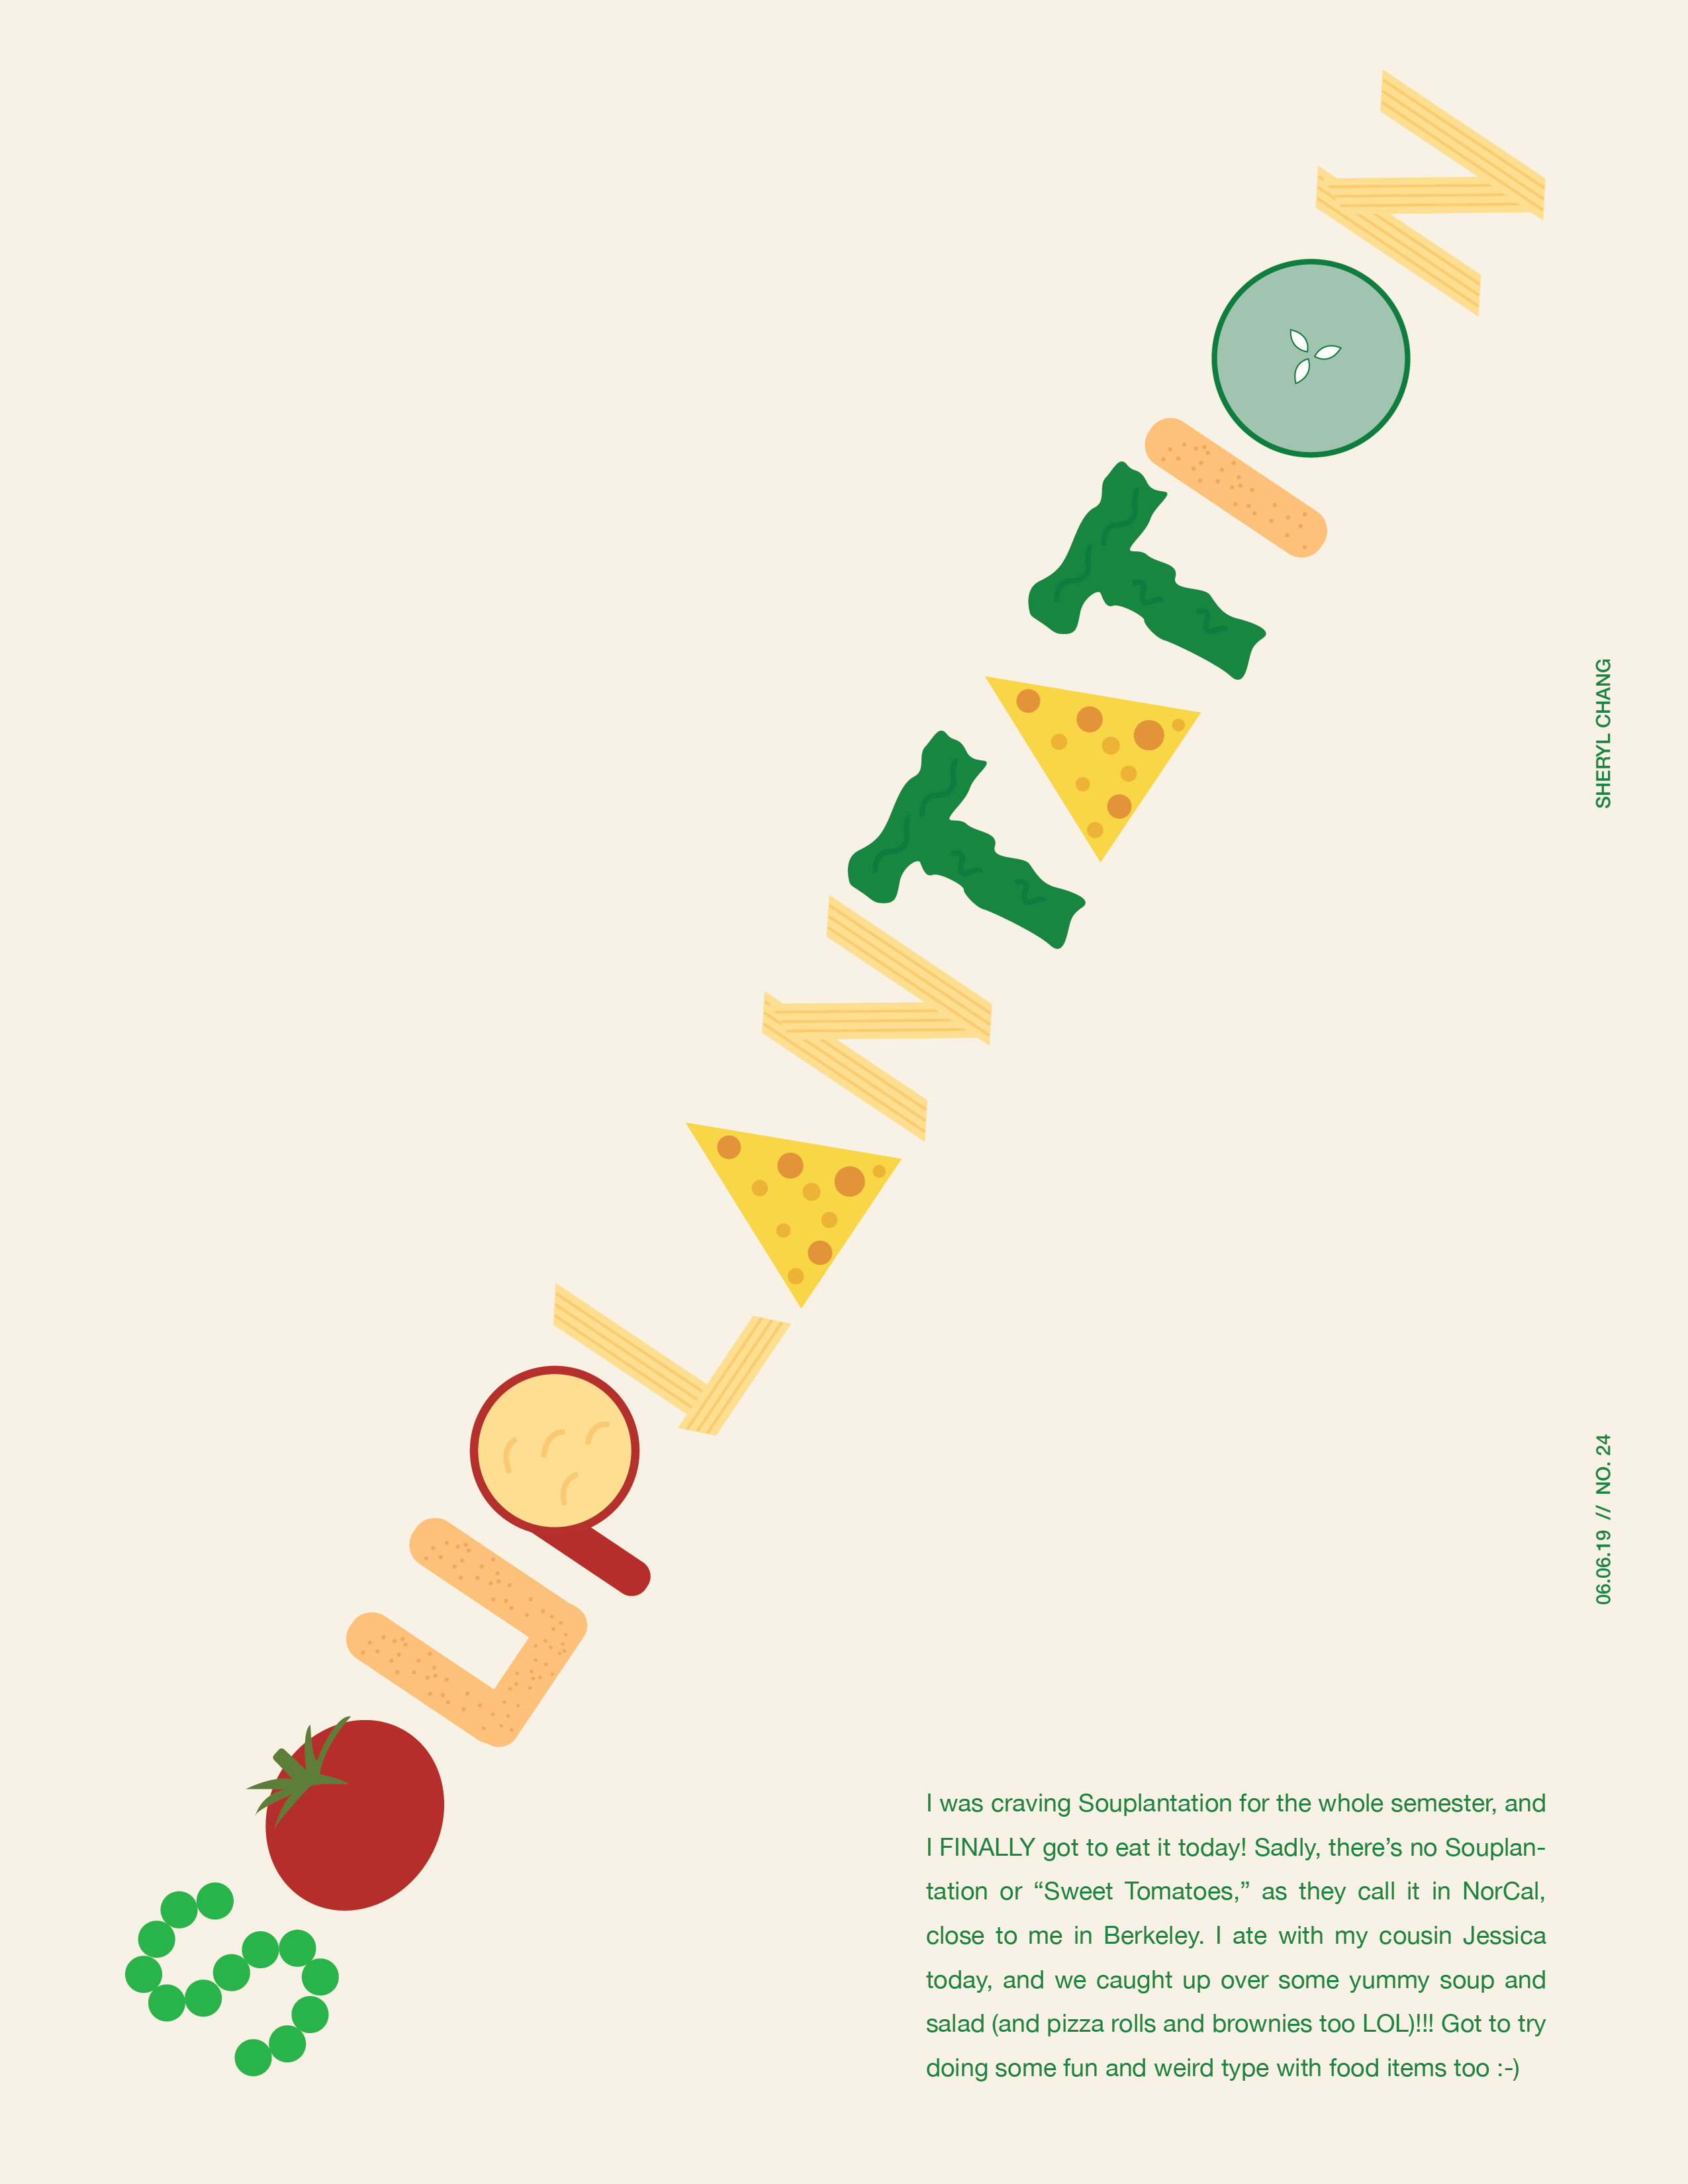 SOUPLANTATION
SHERYL CHANG
06.06.19 // NO. 24
I was craving Souplantation for the whole semester, and
I FINALLY got to eat it today! Sadly, there’s no Souplan-
tation or “Sweet Tomatoes,” as they call it in NorCal,
close to me in Berkeley. I ate with my cousin Jessica
today, and we caught up over some yummy soup and
salad (and pizza rolls and brownies too LOL)!!! Got to try
doing some fun and weird type with food items too :-)